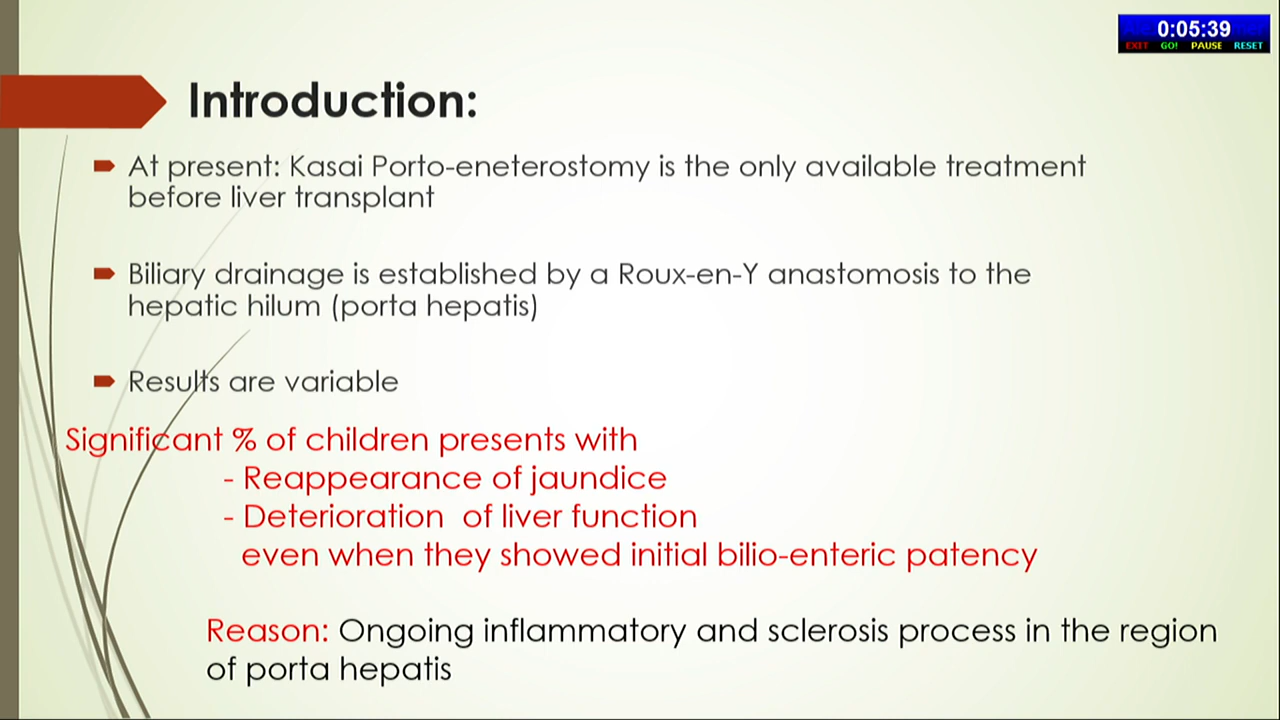 0:05:39
EXIT GO! PAUSE RESET
Introduction:
At present: Kasai Porto-eneterostomy is the only available treatment
before liver transplant
Biliary drainage is established by a Roux-en-Y anastomosis to the
hepatic hilum (porta hepatis)
Results are variable
Significant % of children presents with
- Reappearance of jaundice
- Deterioration of liver function
even when they showed initial bilio-enteric patency
Reason: Ongoing inflammatory and sclerosis process in the region
of porta hepatis